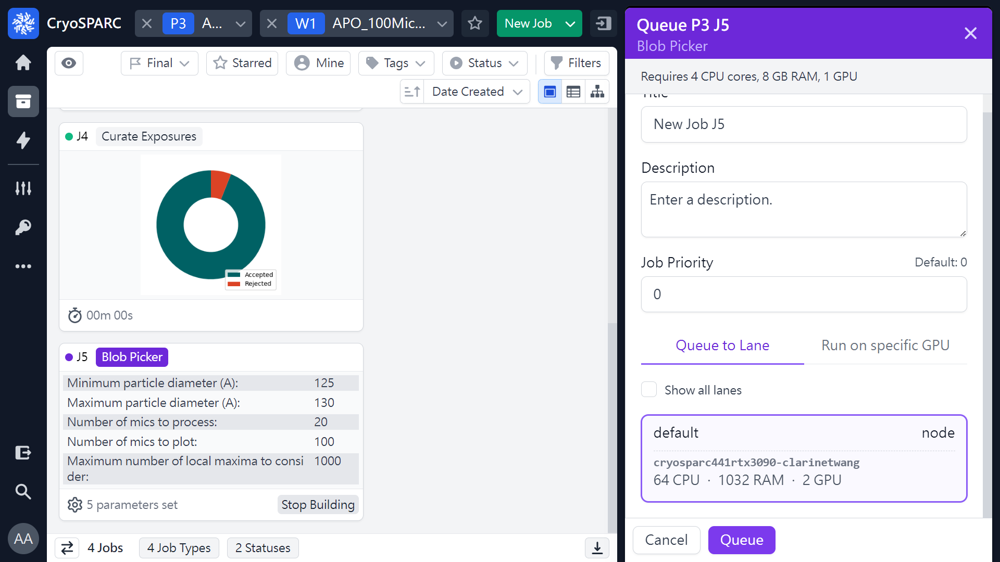 CryoSPARC
P3 A...
W1 APO_100Mic...
New Job
Final
Starred
Mine
Tags
Status
Filters
Date Created
J4 Curate Exposures
Accepted
Rejected
00m 00s
J5 Blob Picker
Minimum particle diameter (A): 125
Maximum particle diameter (A): 130
Number of mics to process: 20
Number of mics to plot: 100
Maximum number of local maxima to consi 1000
der:
5 parameters set
Stop Building
4 Jobs
4 Job Types
2 Statuses
AA
Queue P3 J5
Blob Picker
Requires 4 CPU cores, 8 GB RAM, 1 GPU
Title
New Job J5
Description
Enter a description.
Job Priority
Default: 0
0
Queue to Lane
Run on specific GPU
Show all lanes
default
node
cryosparc441rtx3090-clarinetwang
64 CPU · 1032 RAM · 2 GPU
Cancel
Queue